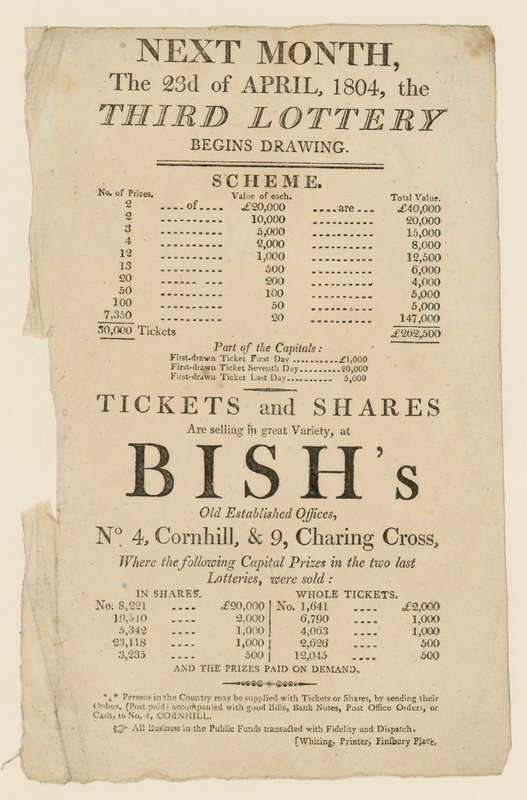 NEXT MONTH,
The 23d of APRIL, 1804, the
THIRD LOTTERY
BEGINS DRAWING.
SCHEME.
No. of Prizes. Value of each. Total Value.
2 ....of.... £20,000 ....are... £40,000
2 .......... 10,000 .......... 20,000
3 .......... 5,000 .......... 15,000
4 .......... 2,000 .......... 8,000
12 .......... 1,000 .......... 12,500
13 .......... 500 .......... 6,000
20 .......... 200 .......... 4,000
50 .......... 100 .......... 5,000
100 .......... 50 .......... 5,000
7,350 .......... 20 .......... 147,000
30,000 Tickets £262,500
Part of the Capitals:
First-drawn Ticket First Day ..........£1,000
First-drawn Ticket Seventh Day.........20,000
First-drawn Ticket Last Day........... 5,000
TICKETS and SHARES
Are selling in great Variety, at
BISH's
Old Established Offices,
No. 4, Cornhill, & 9, Charing Cross,
Where the following Capital Prizes in the two last
Lotteries, were sold:
IN SHARES. WHOLE TICKETS.
No. 8,221 .... £20,000 No. 1,641 .... £2,000
19,510 .... 2,000 6,790 .... 1,000
5,342 .... 1,000 4,063 .... 1,000
23,118 .... 1,000 2,626 .... 500
3,235 .... 500 12,045 .... 500
AND THE PRIZES PAID ON DEMAND.
*⁎* Persons in the Country may be supplied with Tickets or Shares, by sending their
Orders, (Post paid) accompanied with good Bills, Bank Notes, Post Office Orders, or
Cash, to No, 4, CORNHILL.
☞ All Business in the Public Funds transacted with Fidelity and Dispatch.
[Whiting, Printer, Finsbury Place.